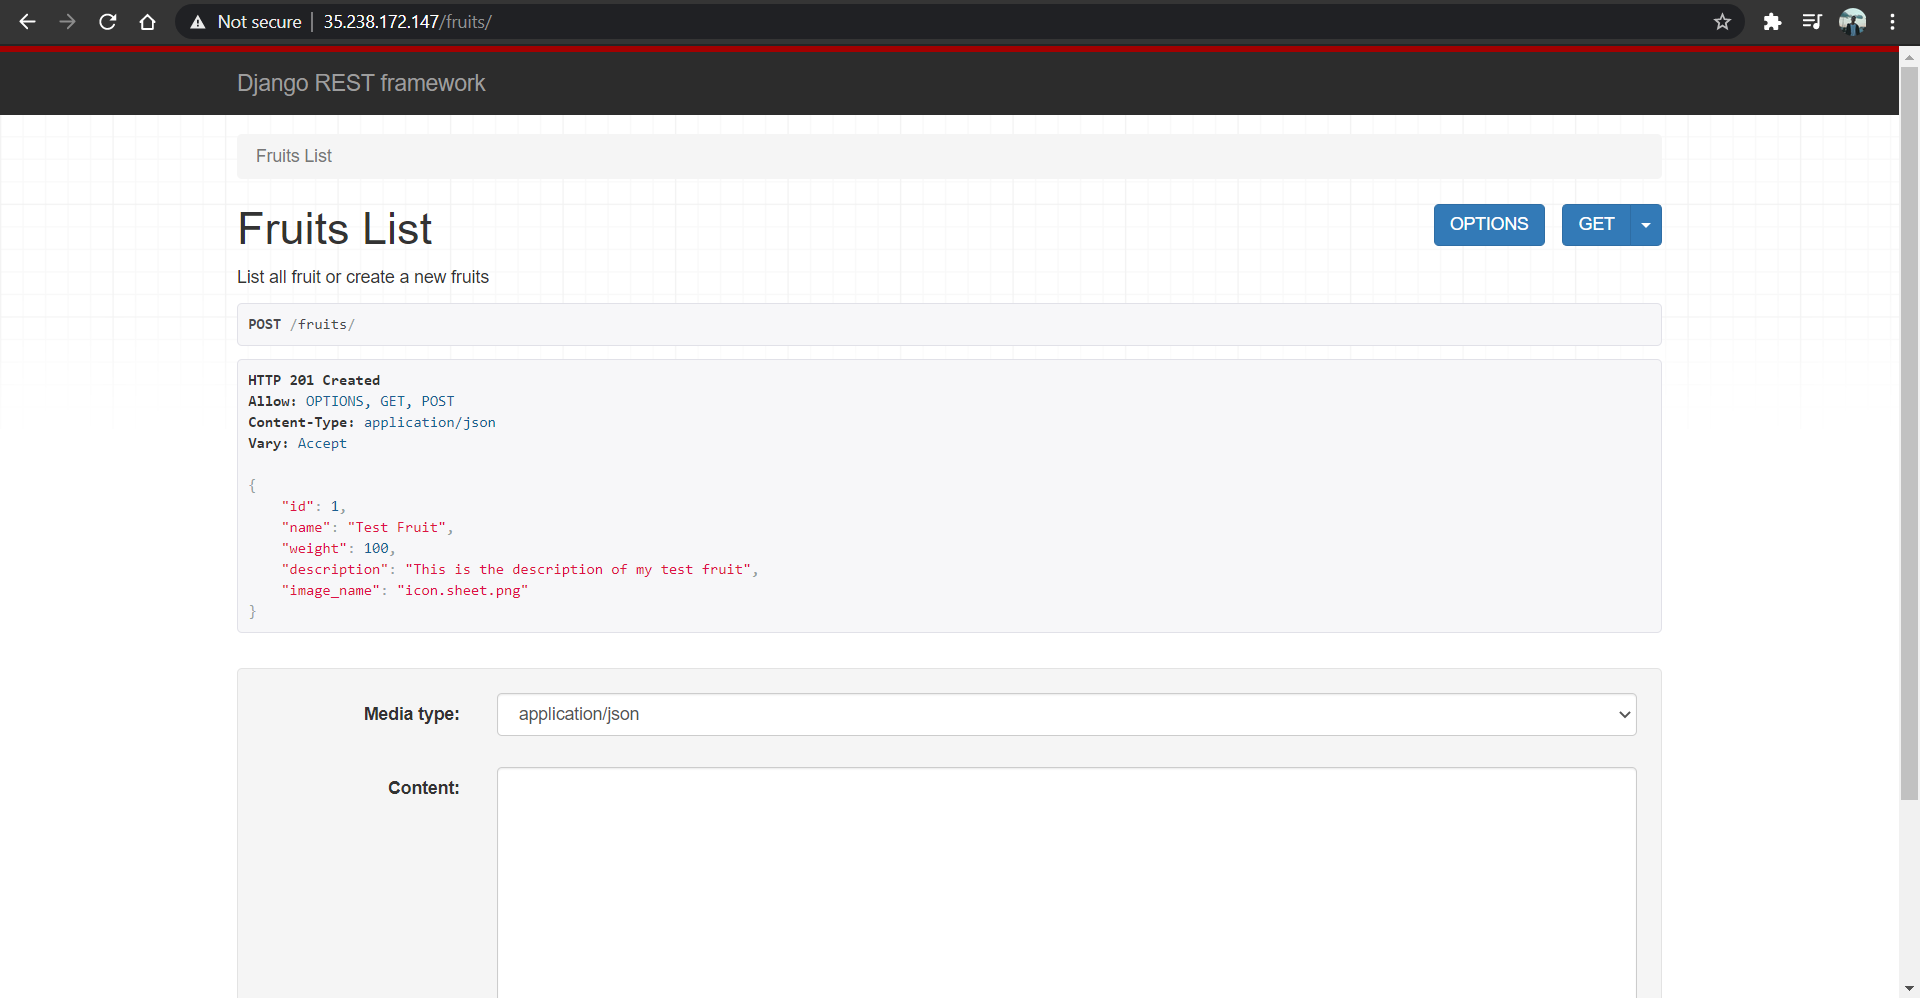 Not secure | 35.238.172.147/fruits/
Django REST framework
Fruits List
Fruits List
OPTIONS
GET
List all fruit or create a new fruits
POST /fruits/
HTTP 201 Created
Allow: OPTIONS, GET, POST
Content-Type: application/json
Vary: Accept
{
    "id": 1,
    "name": "Test Fruit",
    "weight": 100,
    "description": "This is the description of my test fruit",
    "image_name": "icon.sheet.png"
}
Media type:
application/json
Content: